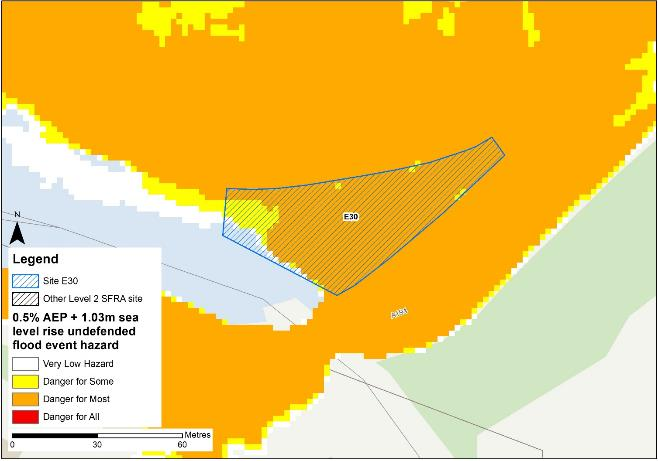 E30
N
Legend
Site E30
Other Level 2 SFRA site
0.5% AEP + 1.03m sea
level rise undefended
flood event hazard
Very Low Hazard
Danger for Some
Danger for Most
Danger for All
Metres
0 30 60